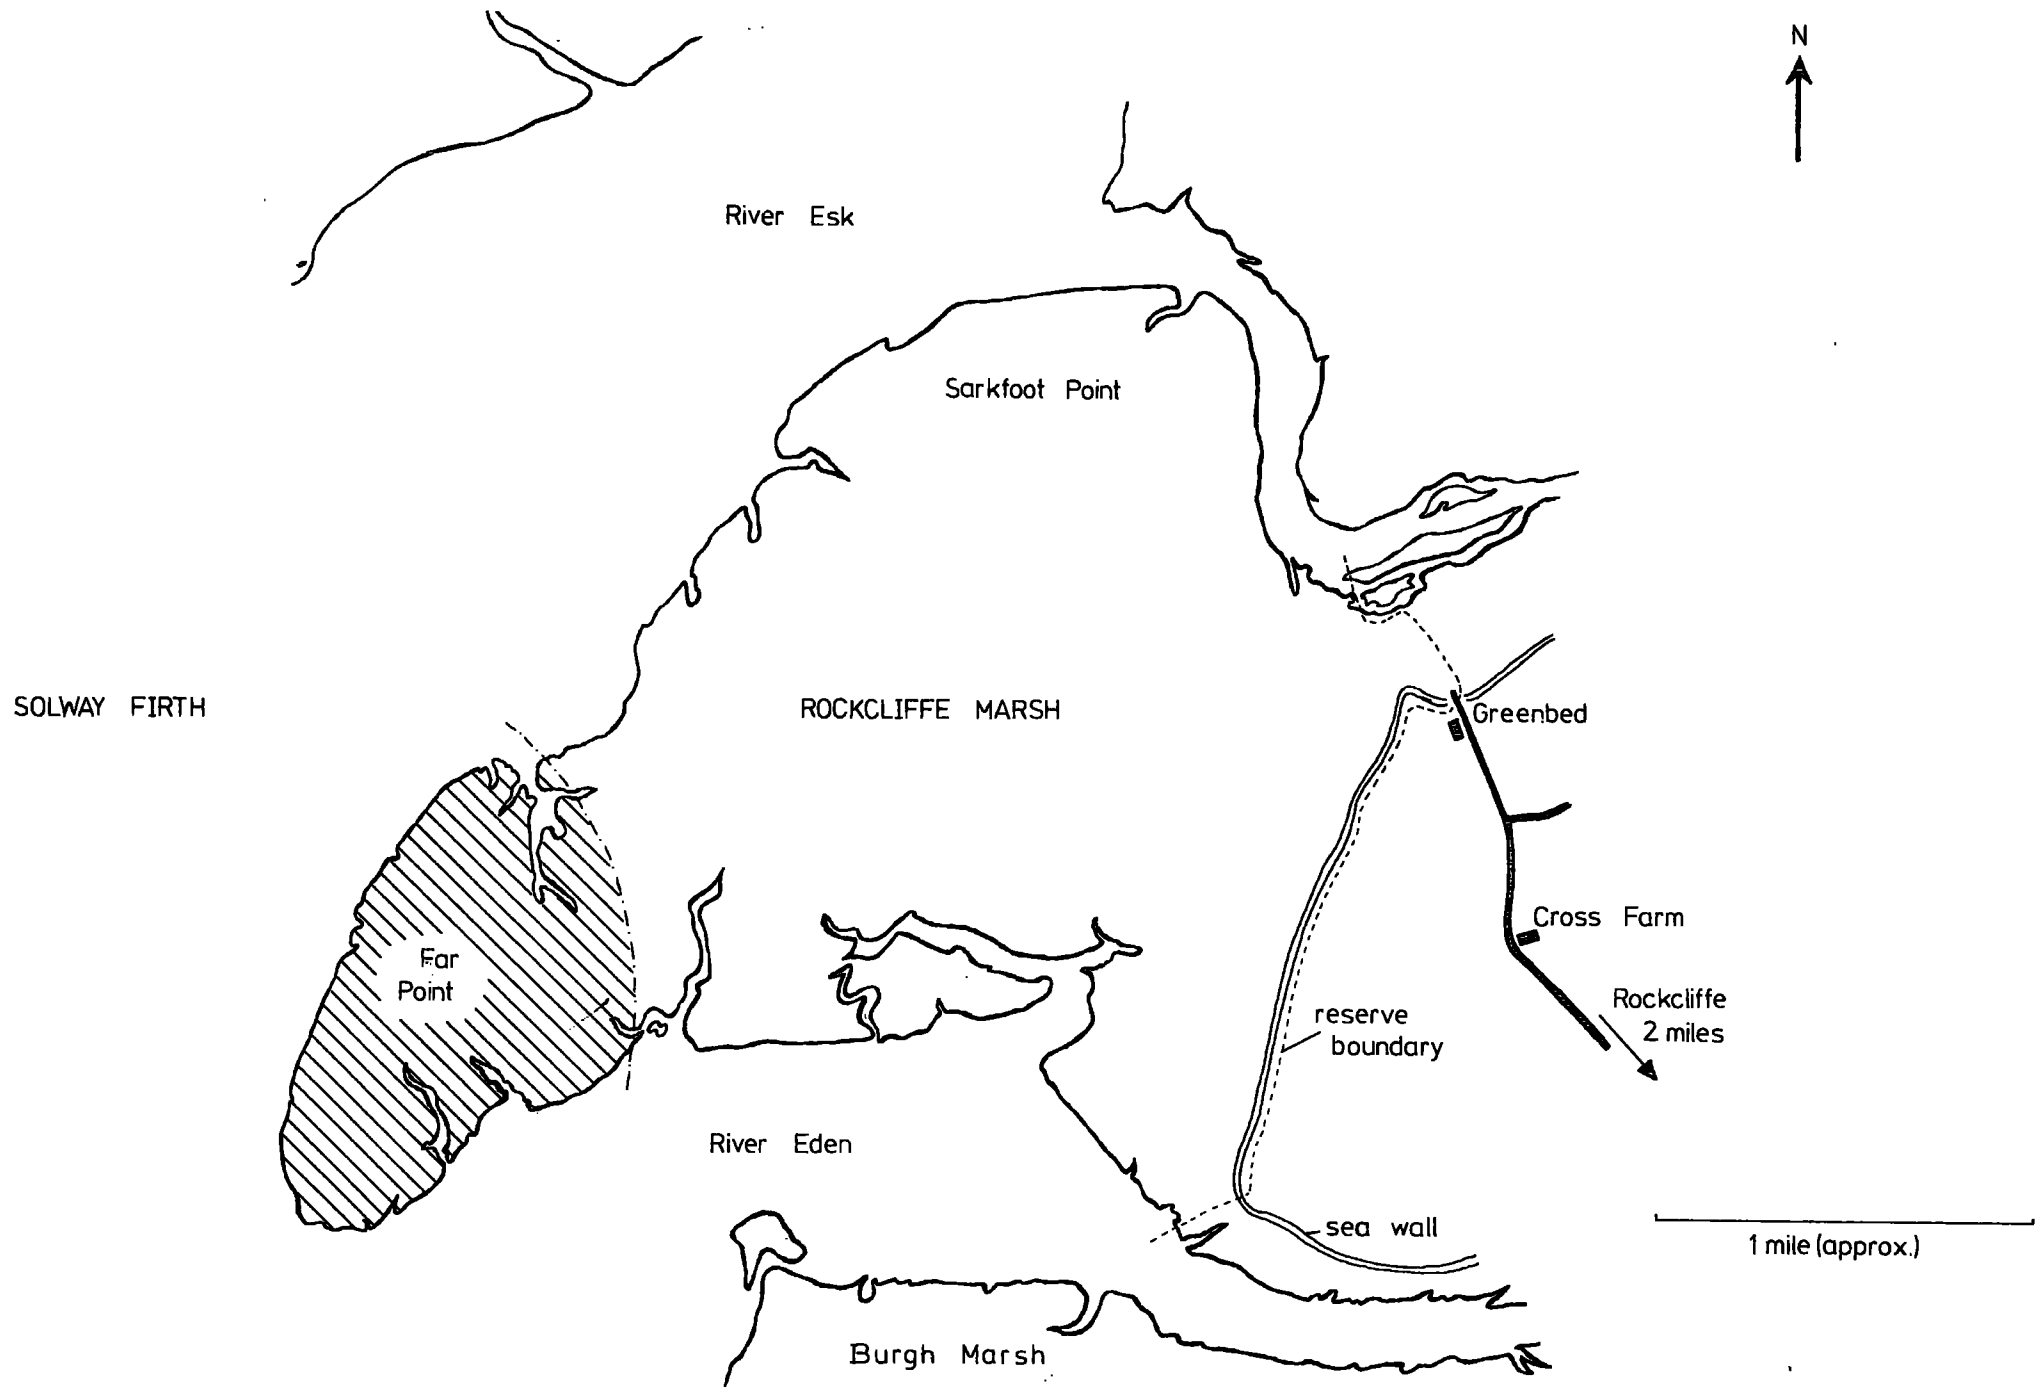 N
River Esk
Sarkfoot Point
SOLWAY FIRTH
ROCKCLIFFE MARSH
Greenbed
Cross Farm
Far
Point
Rockcliffe
2 miles
reserve
boundary
River Eden
sea wall
1 mile (approx.)
Burgh Marsh